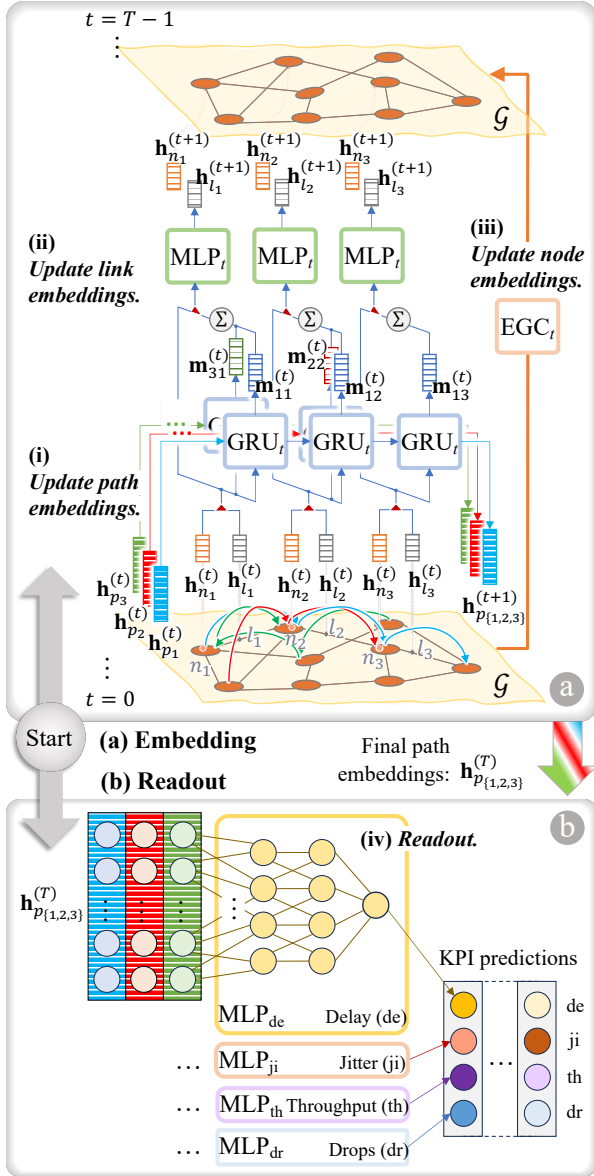 t = T − 1
⋮
a
𝒢
h_{n_1}^{(t+1)} h_{l_1}^{(t+1)} h_{n_2}^{(t+1)} h_{l_2}^{(t+1)} h_{n_3}^{(t+1)} h_{l_3}^{(t+1)}
(ii)
Update link
embeddings.
MLP_t MLP_t MLP_t
(iii)
Update node
embeddings.
EGC_t
Σ Σ Σ
m_{31}^{(t)} m_{11}^{(t)} m_{22}^{(t)} m_{12}^{(t)} m_{13}^{(t)}
... ...
GRU_t GRU_t GRU_t
(i)
Update path
embeddings.
h_{p_3}^{(t)} h_{p_2}^{(t)} h_{p_1}^{(t)}
h_{n_1}^{(t)} h_{l_1}^{(t)} h_{n_2}^{(t)} h_{l_2}^{(t)} h_{n_3}^{(t)} h_{l_3}^{(t)}
h_{p_{\{1,2,3\}}}^{(t+1)}
n_1 l_1 n_2 l_2 n_3 l_3
⋮
t = 0
𝒢
a
Start
(a) Embedding
(b) Readout
Final path
embeddings: h_{p_{\{1,2,3\}}}^{(T)}
b
(iv) Readout.
h_{p_{\{1,2,3\}}}^{(T)}
⋮ ⋮ ⋮ ⋮
MLP_de Delay (de)
... MLP_ji Jitter (ji)
... MLP_th Throughput (th)
... MLP_dr Drops (dr)
KPI predictions
...
de
ji
th
dr